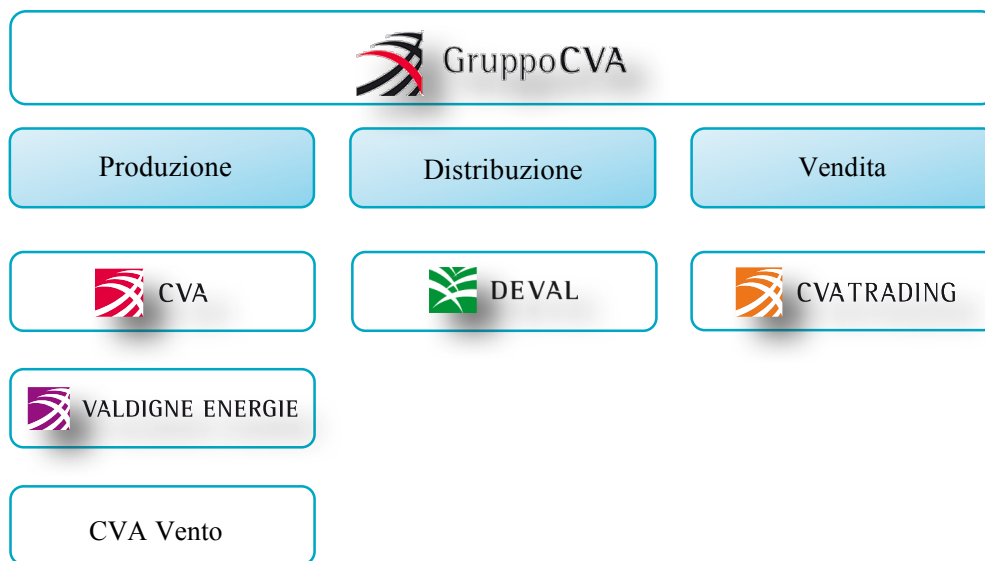 GruppoCVA
Produzione
Distribuzione
Vendita
CVA
DEVAL
CVATRADING
VALDIGNE ENERGIE
CVA Vento